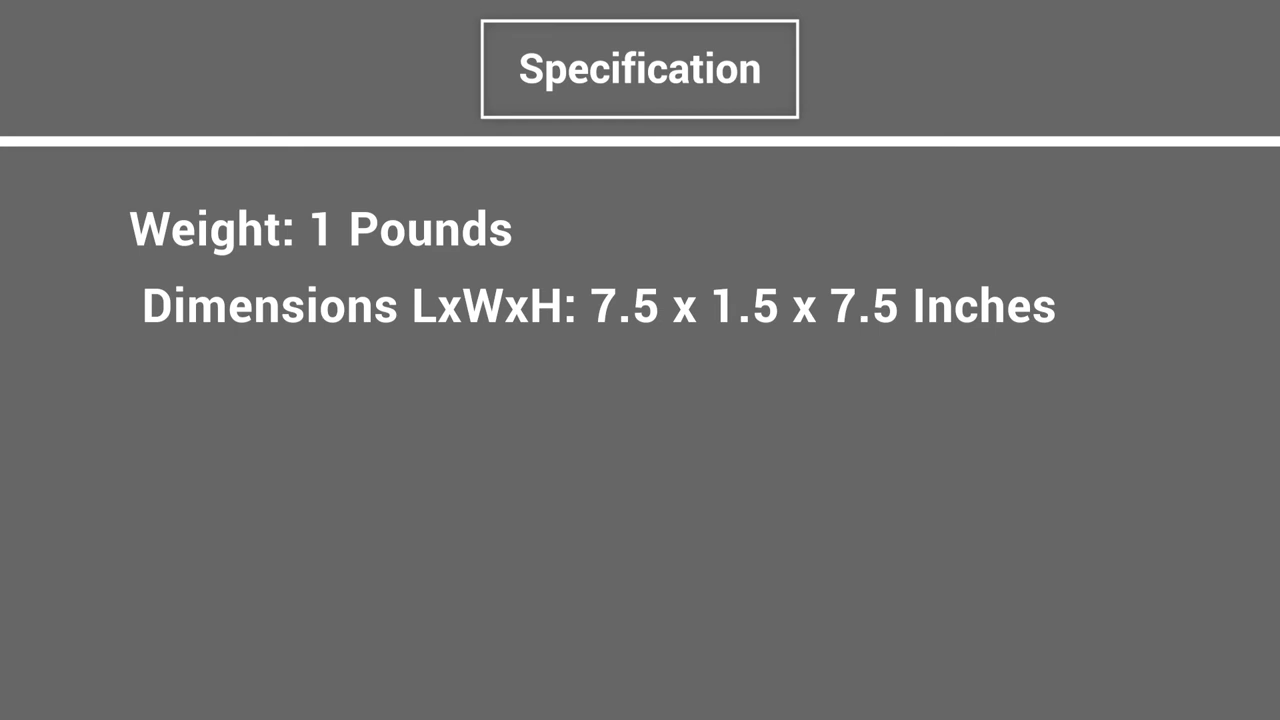 Specification
Weight: 1 Pounds
Dimensions LxWxH: 7.5 x 1.5 x 7.5 Inches